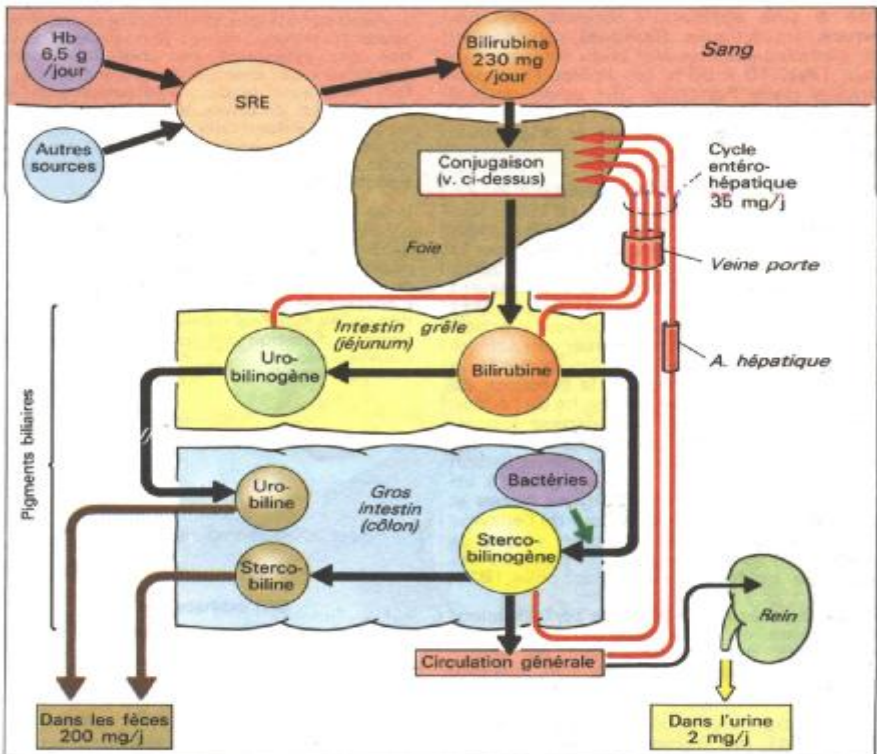 Hb
6,5 g
/jour
Bilirubine
230 mg
/jour
Sang
SRE
Autres
sources
Conjugaison
(v. ci-dessus)
Cycle
entéro-
hépatique
35 mg/j
Foie
Veine porte
Intestin grêle
(jéjunum)
Uro-
bilinogène
Bilirubine
A. hépatique
Pigments biliaires
Bactéries
Uro-
biline
Gros
intestin
(côlon)
Sterco-
bilinogène
Sterco-
biline
Rein
Circulation générale
Dans les fèces
200 mg/j
Dans l'urine
2 mg/j